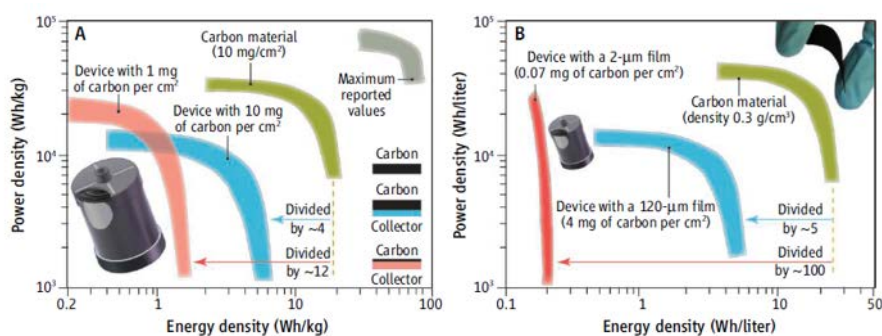 A
10⁵
10⁴
10³
Power density (Wh/kg)
Device with 1 mg
of carbon per cm²
Carbon material
(10 mg/cm²)
Device with 10 mg
of carbon per cm²
Maximum
reported
values
Carbon
Carbon
Collector
Carbon
Collector
Divided
by ~4
Divided
by ~12
0.2
1
10
100
Energy density (Wh/kg)
B
10⁵
10⁴
10³
Power density (Wh/liter)
Device with a 2-μm film
(0.07 mg of carbon per cm²)
Carbon material
(density 0.3 g/cm³)
Device with a 120-μm film
(4 mg of carbon per cm²)
Divided
by ~5
Divided
by ~100
0.1
1
10
50
Energy density (Wh/liter)